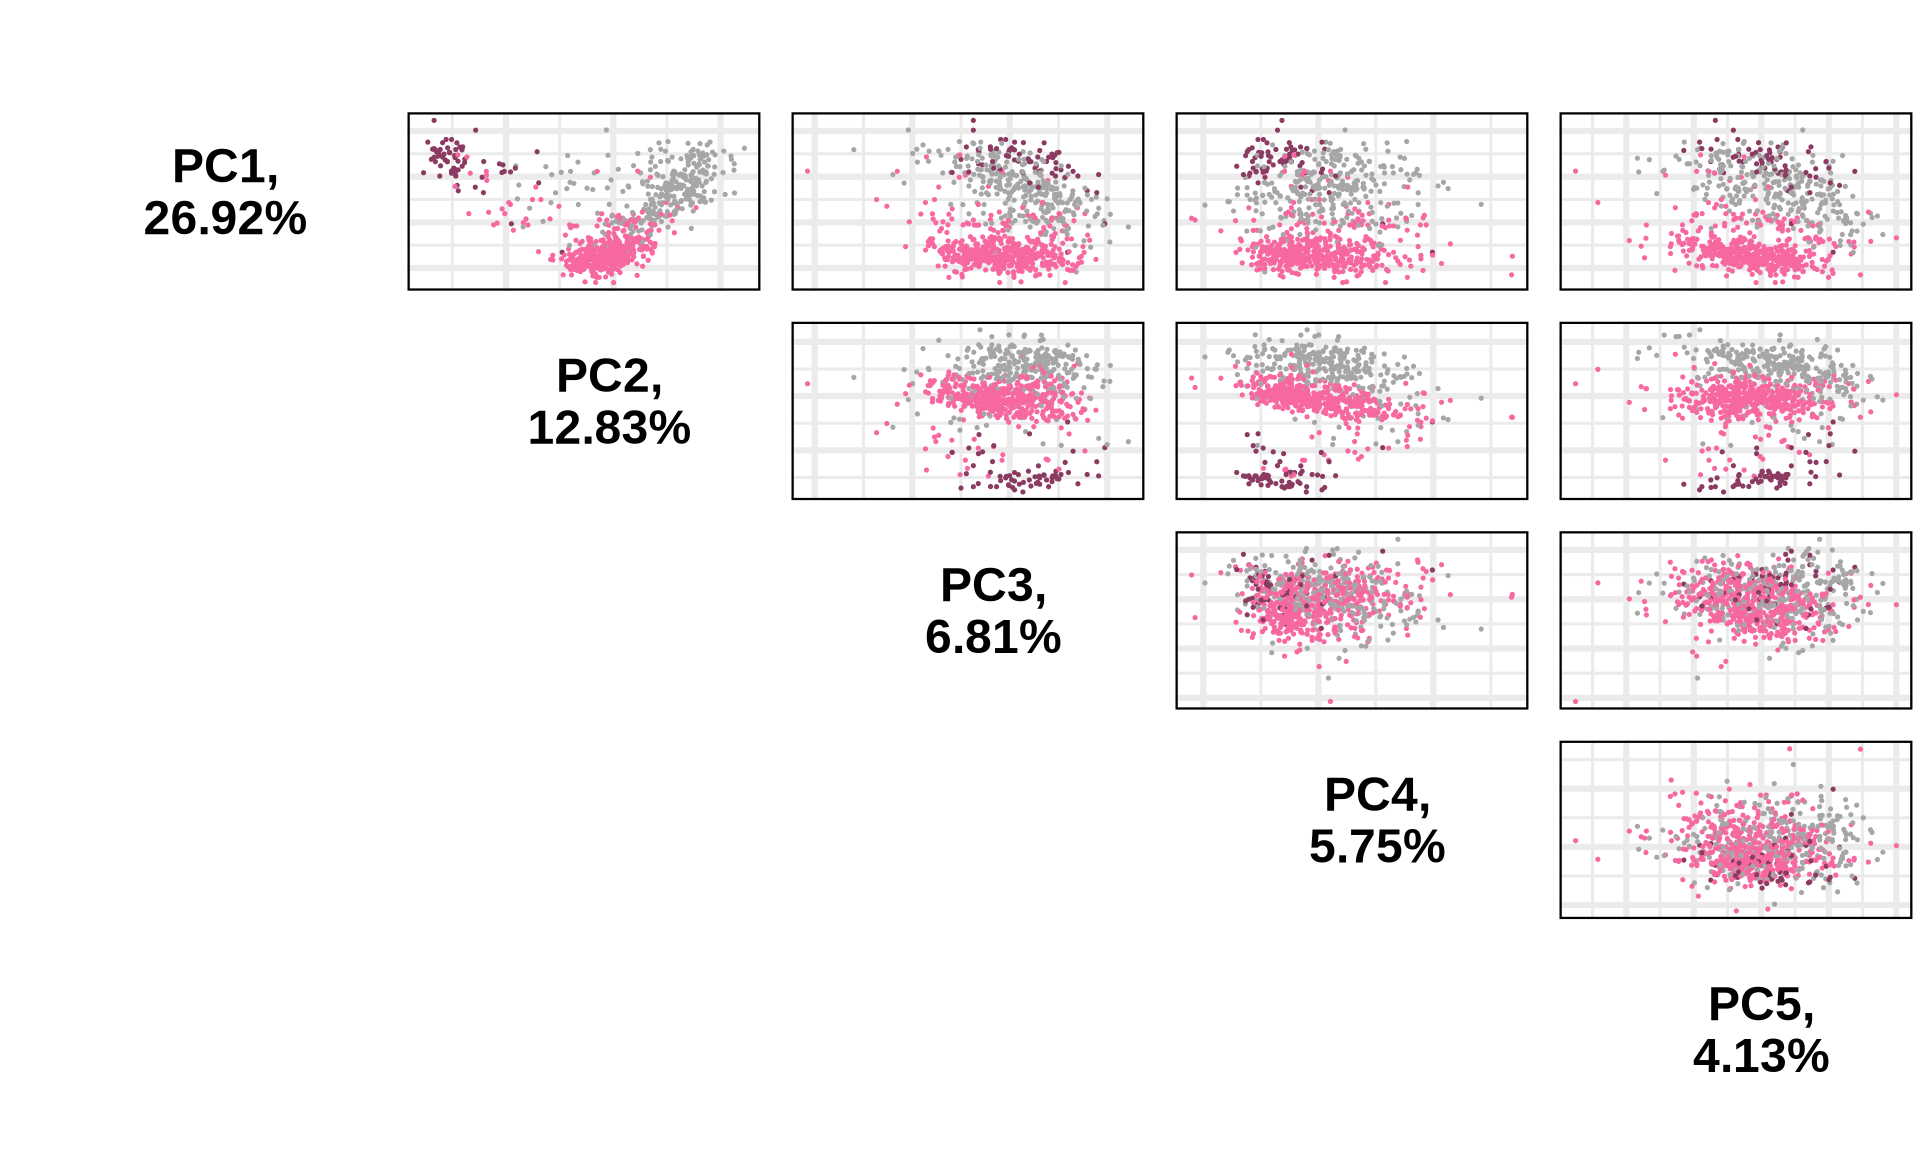 PC1,
26.92%
PC2,
12.83%
PC3,
6.81%
PC4,
5.75%
PC5,
4.13%